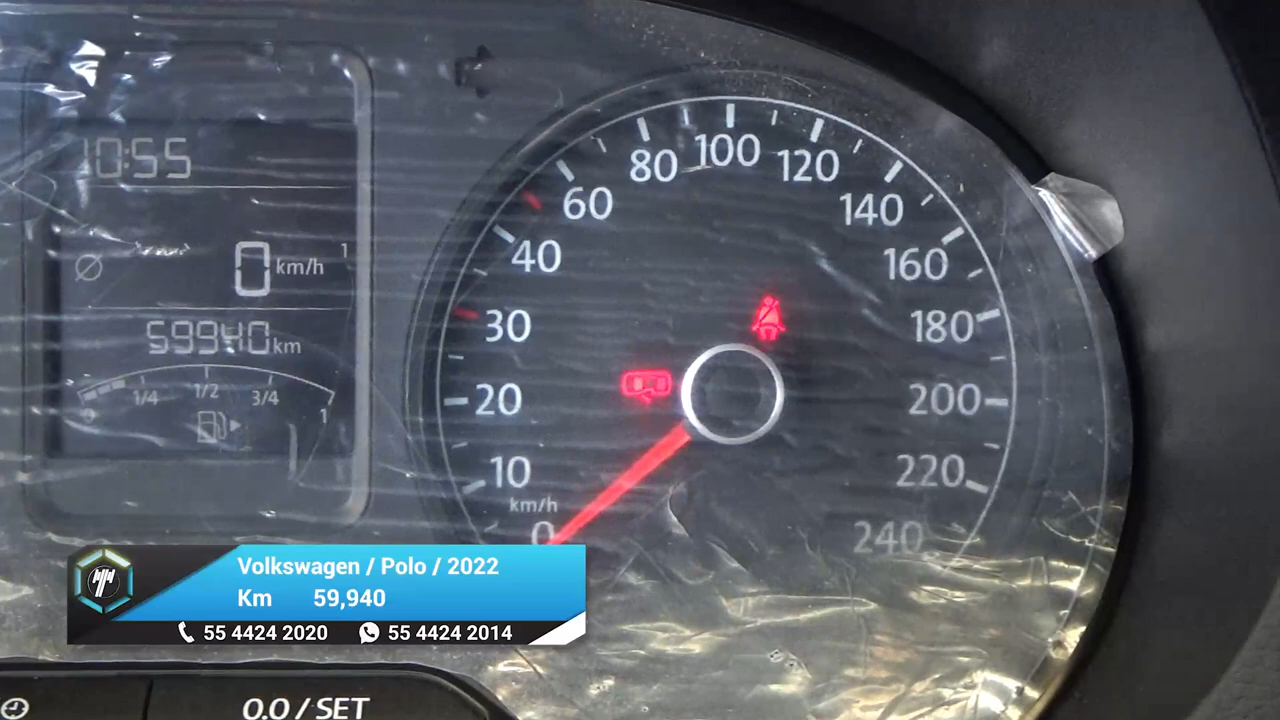 10:55
0 km/h 1
59940 km
0 1/4 1/2 3/4 1
0 10 20 30 40 60 80 100 120 140 160 180 200 220 240
km/h
Volkswagen / Polo / 2022
Km 59,940
55 4424 2020 55 4424 2014
0.0 / SET